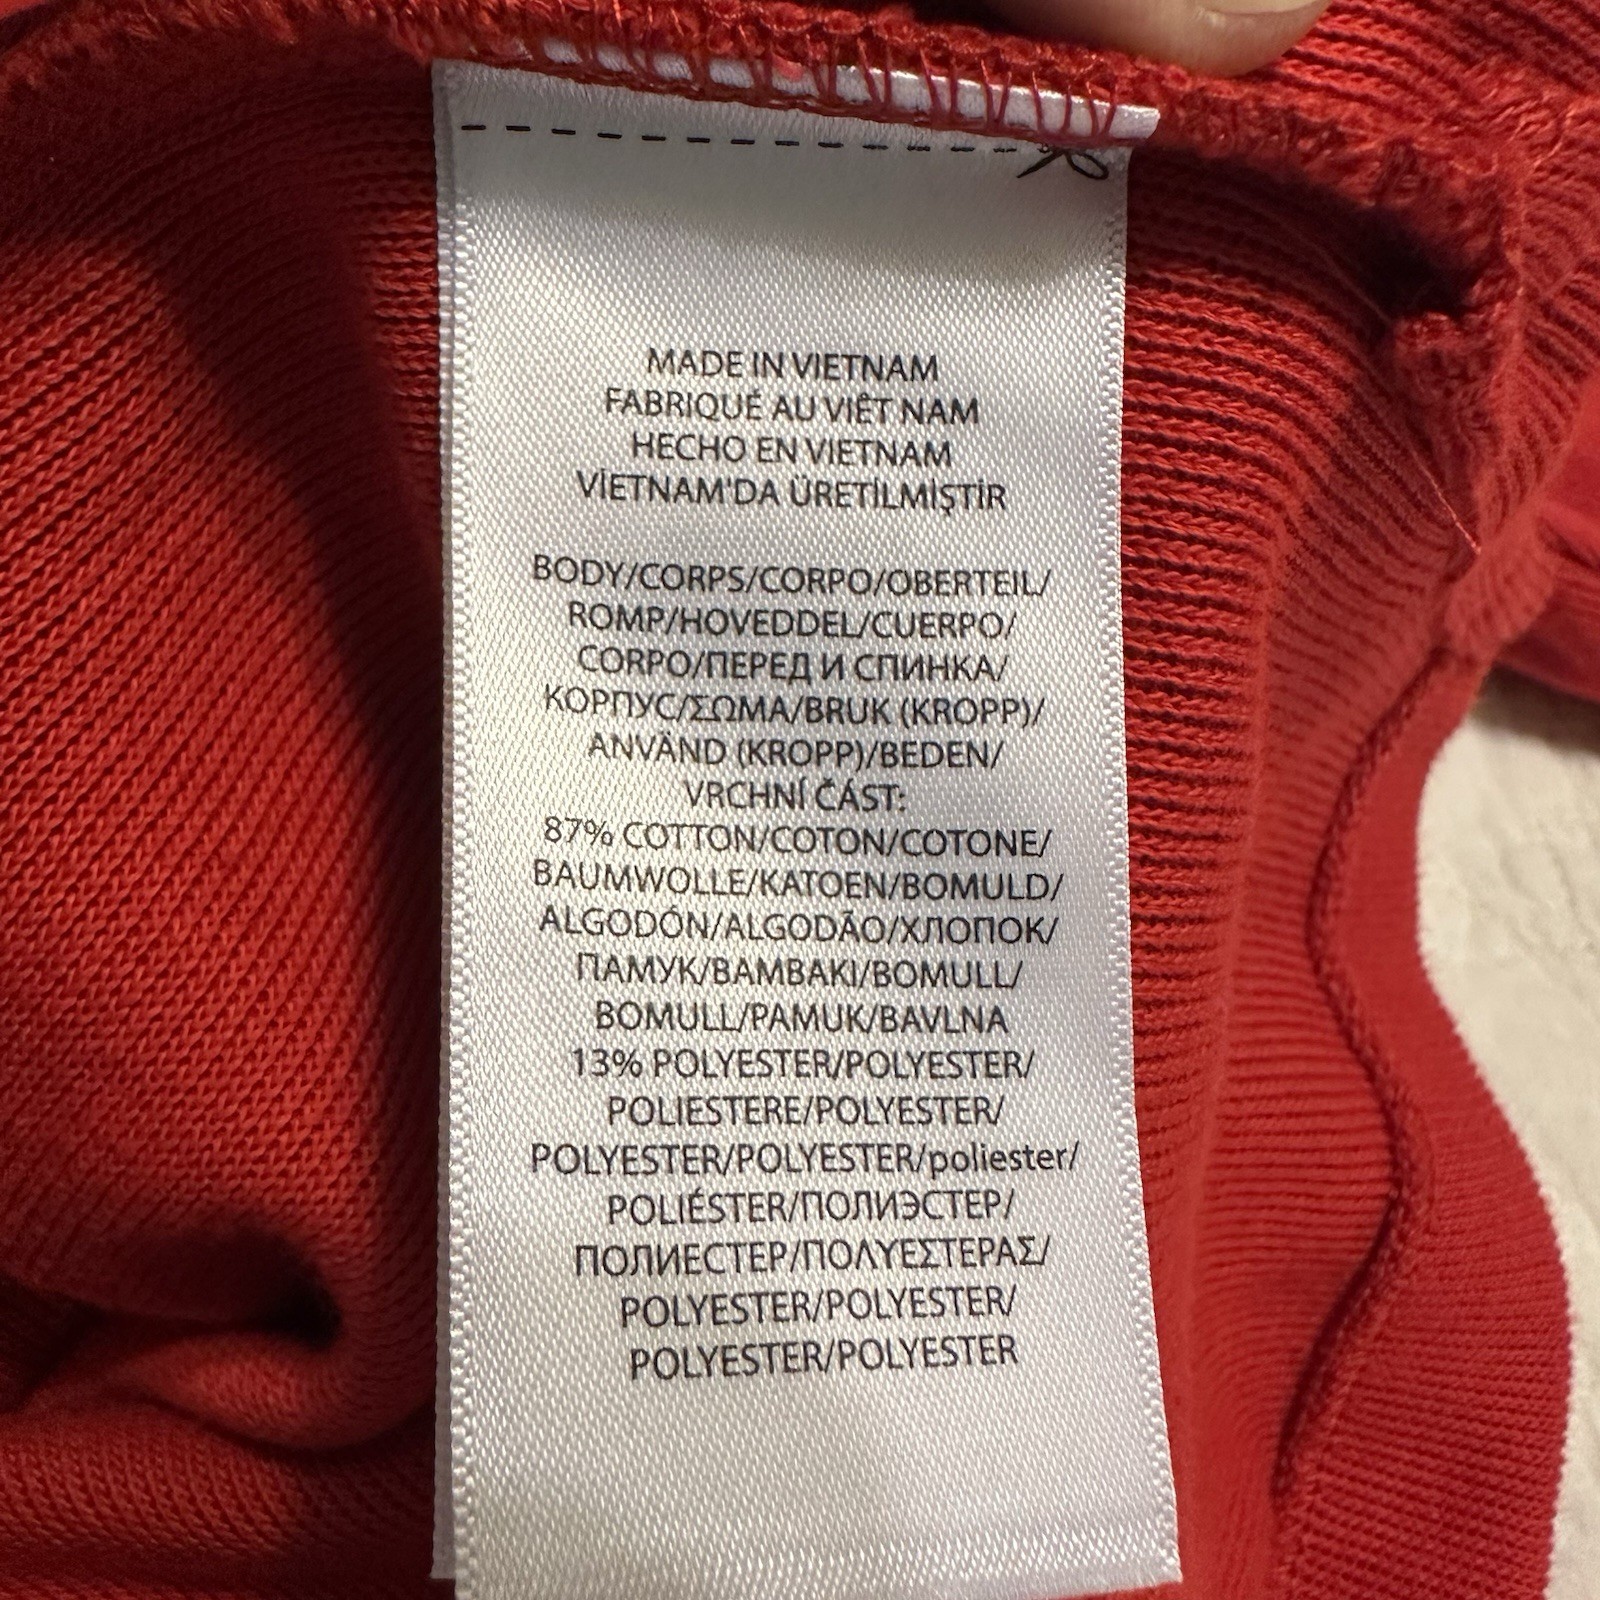 MADE IN VIETNAM
FABRIQUÉ AU VIÊT NAM
HECHO EN VIETNAM
VİETNAM'DA ÜRETİLMİŞTİR
BODY/CORPS/CORPO/OBERTEIL/
ROMP/HOVEDDEL/CUERPO/
CORPO/ПЕРЕД И СПИНКА/
КОРПУС/ΣΩΜΑ/BRUK (KROPP)/
ANVÄND (KROPP)/BEDEN/
VRCHNÍ ČÁST:
87% COTTON/COTON/COTONE/
BAUMWOLLE/KATOEN/BOMULD/
ALGODÓN/ALGODÃO/ХЛОПОК/
ПАМУК/ΒΑΜΒΑΚΙ/BOMULL/
BOMULL/PAMUK/BAVLNA
13% POLYESTER/POLYESTER/
POLIESTERE/POLYESTER/
POLYESTER/POLYESTER/poliester/
POLIÉSTER/ПОЛИЭСТЕР/
ПОЛИЕСТЕР/ΠΟΛΥΕΣΤΕΡΑΣ/
POLYESTER/POLYESTER/
POLYESTER/POLYESTER